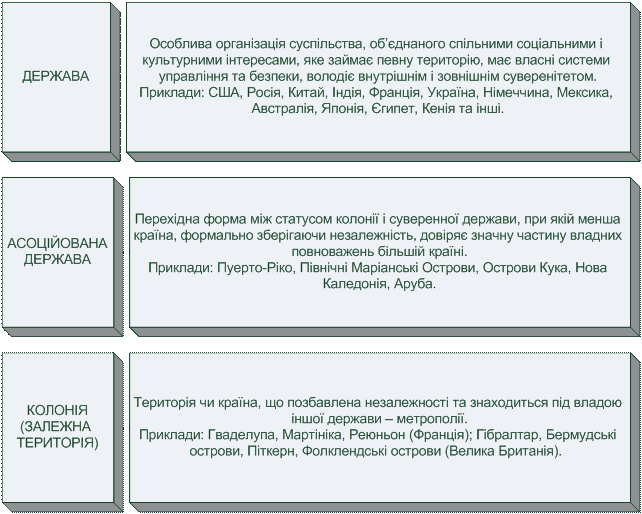 ДЕРЖАВА
Особлива організація суспільства, об’єднаного спільними соціальними і
культурними інтересами, яке займає певну територію, має власні системи
управління та безпеки, володіє внутрішнім і зовнішнім суверенітетом.
Приклади: США, Росія, Китай, Індія, Франція, Україна, Німеччина, Мексика,
Австралія, Японія, Єгипет, Кенія та інші.
АСОЦІЙОВАНА
ДЕРЖАВА
Перехідна форма між статусом колонії і суверенної держави, при якій менша
країна, формально зберігаючи незалежність, довіряє значну частину владних
повноважень більшій країні.
Приклади: Пуерто-Ріко, Північні Маріанські Острови, Острови Кука, Нова
Каледонія, Аруба.
КОЛОНІЯ
(ЗАЛЕЖНА
ТЕРИТОРІЯ)
Територія чи країна, що позбавлена незалежності та знаходиться під владою
іншої держави – метрополії.
Приклади: Гваделупа, Мартініка, Реюньон (Франція); Гібралтар, Бермудські
острови, Піткерн, Фолклендські острови (Велика Британія).